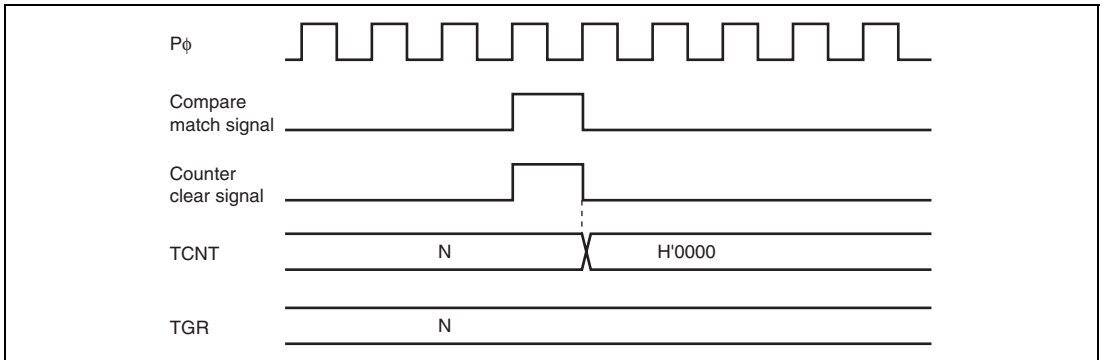 Pϕ
Compare
match signal
Counter
clear signal
TCNT
N
H'0000
TGR
N